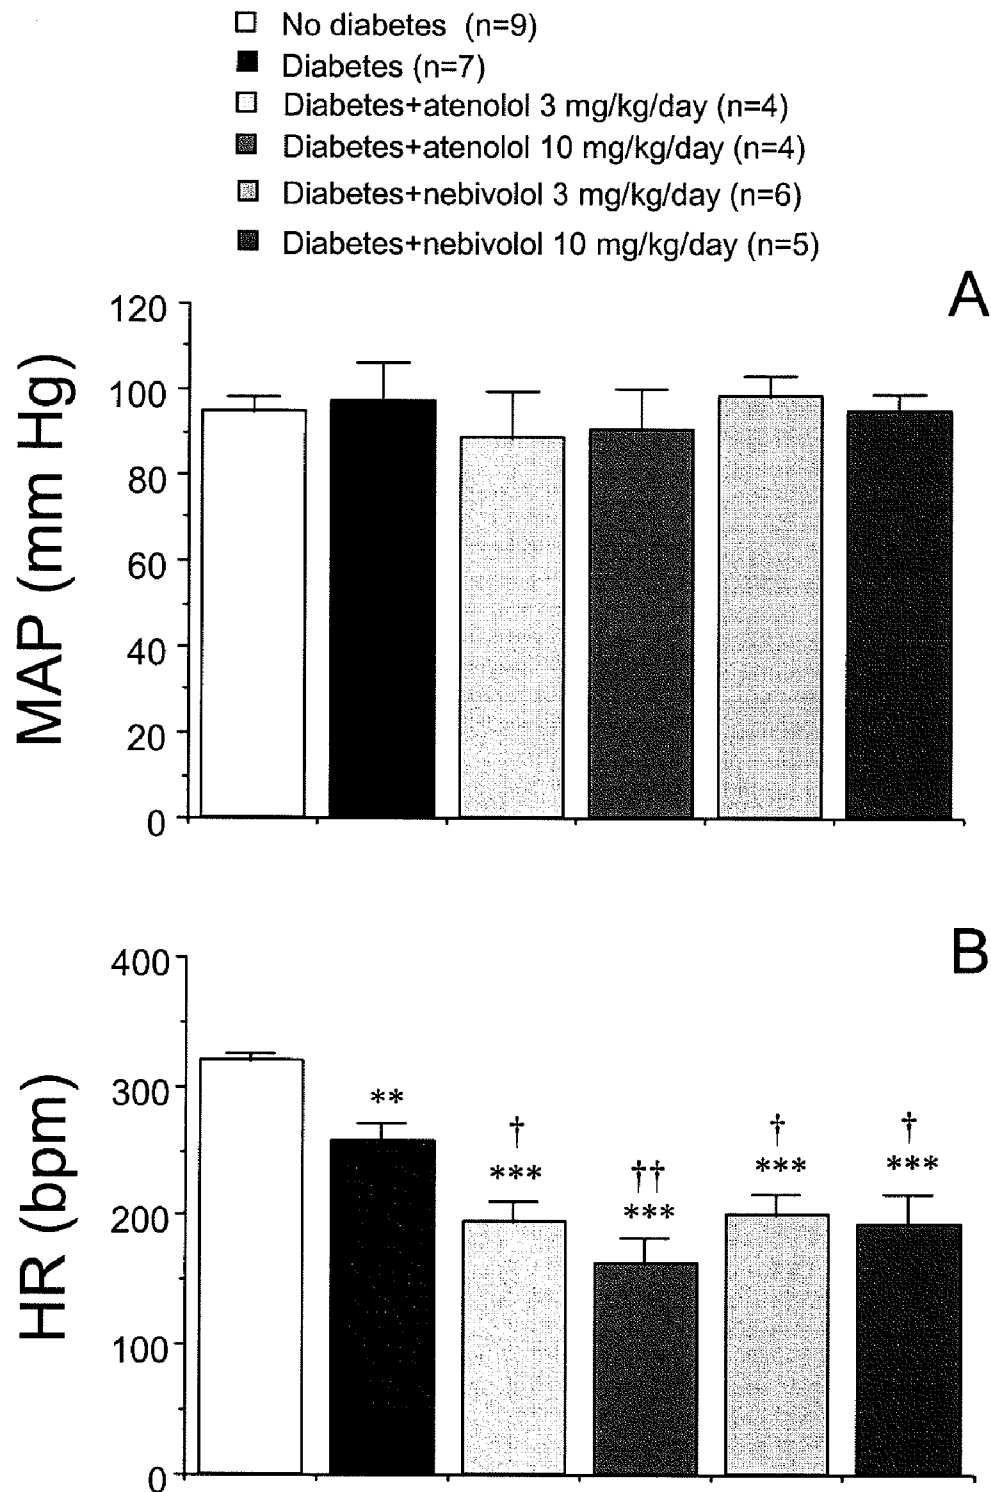 No diabetes (n=9)
Diabetes (n=7)
Diabetes+atenolol 3 mg/kg/day (n=4)
Diabetes+atenolol 10 mg/kg/day (n=4)
Diabetes+nebivolol 3 mg/kg/day (n=6)
Diabetes+nebivolol 10 mg/kg/day (n=5)
A
MAP (mm Hg)
120
100
80
60
40
20
0
B
HR (bpm)
400
300
200
100
0
**
† †† † †
*** *** *** ***